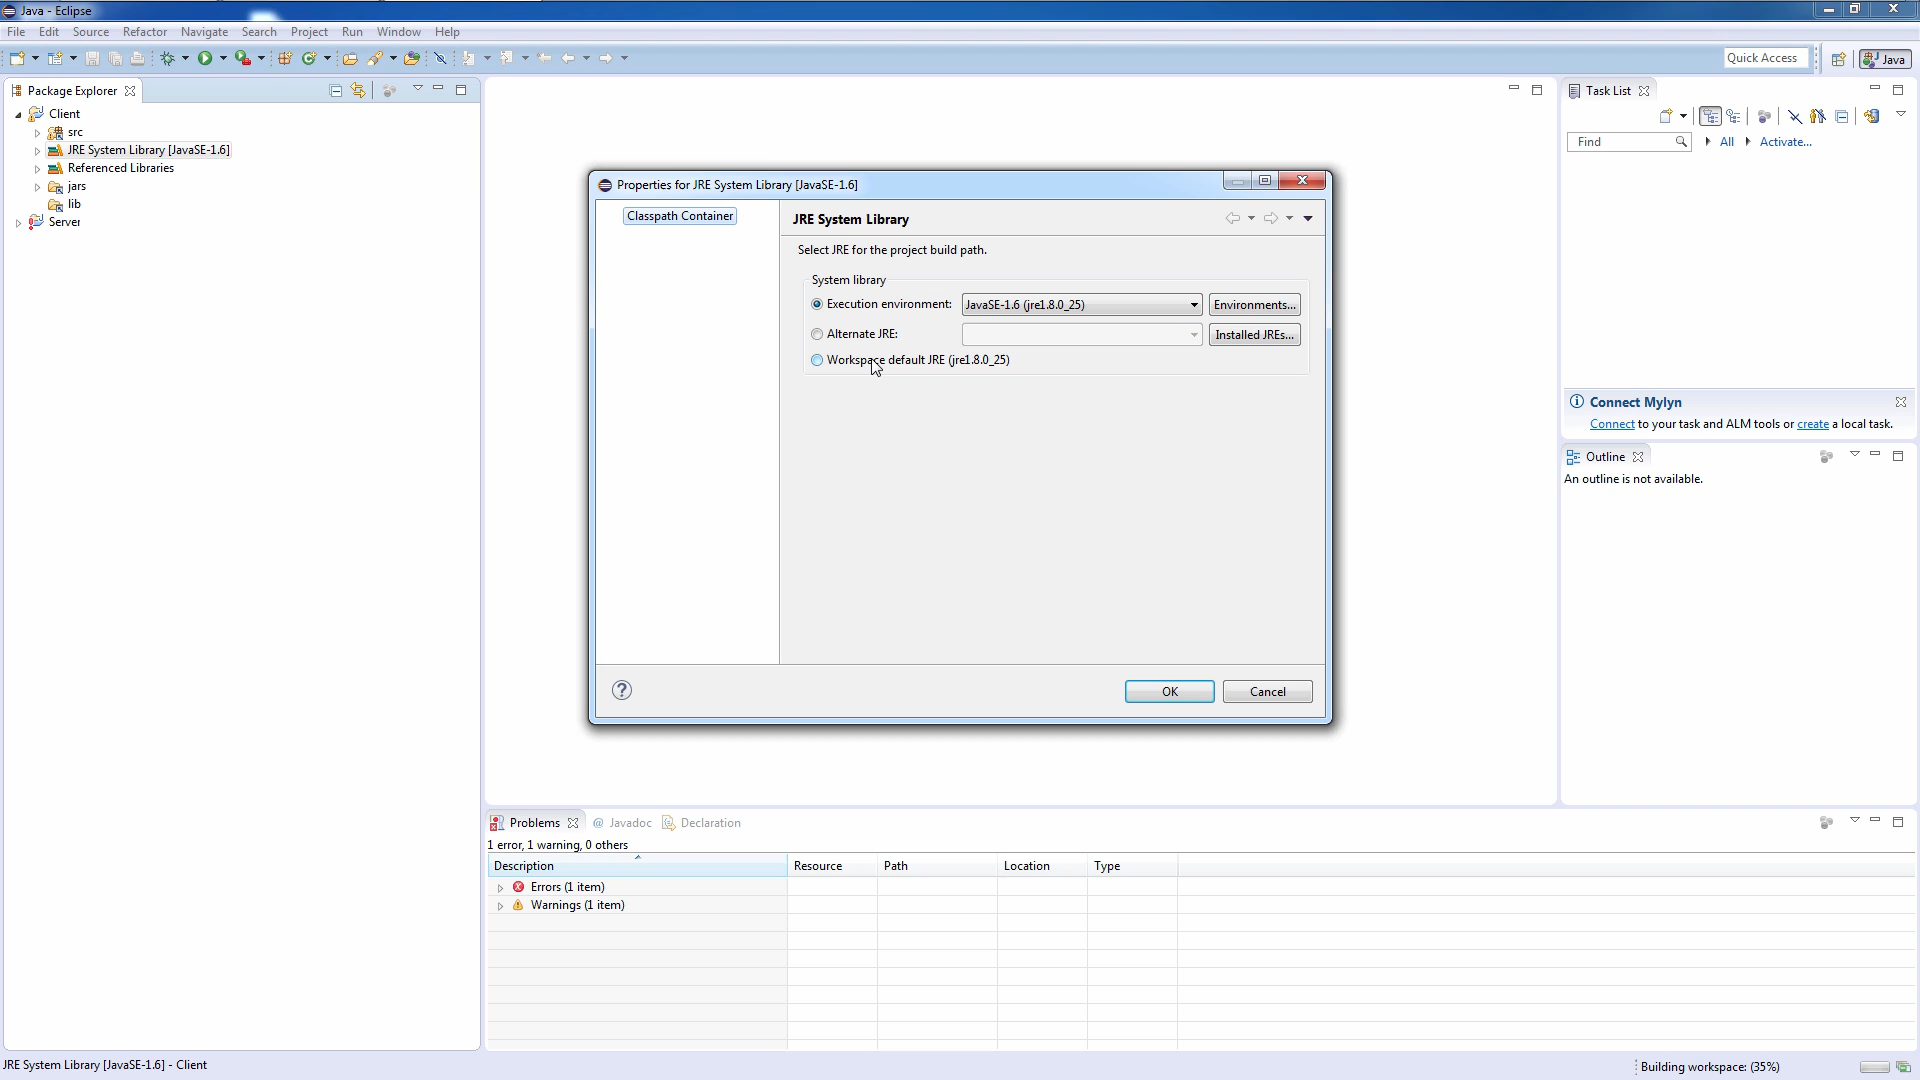 Java - Eclipse
File Edit Source Refactor Navigate Search Project Run Window Help
Quick Access
Java
Package Explorer
Client
src
JRE System Library [JavaSE-1.6]
Referenced Libraries
jars
lib
Server
Properties for JRE System Library [JavaSE-1.6]
Classpath Container
JRE System Library
Select JRE for the project build path.
System library
Execution environment: JavaSE-1.6 (jre1.8.0_25) Environments...
Alternate JRE: Installed JREs...
Workspace default JRE (jre1.8.0_25)
?
OK Cancel
Task List
Find All Activate...
Connect Mylyn
Connect to your task and ALM tools or create a local task.
Outline
An outline is not available.
Problems @ Javadoc Declaration
1 error, 1 warning, 0 others
Description Resource Path Location Type
Errors (1 item)
Warnings (1 item)
JRE System Library [JavaSE-1.6] - Client
Building workspace: (35%)